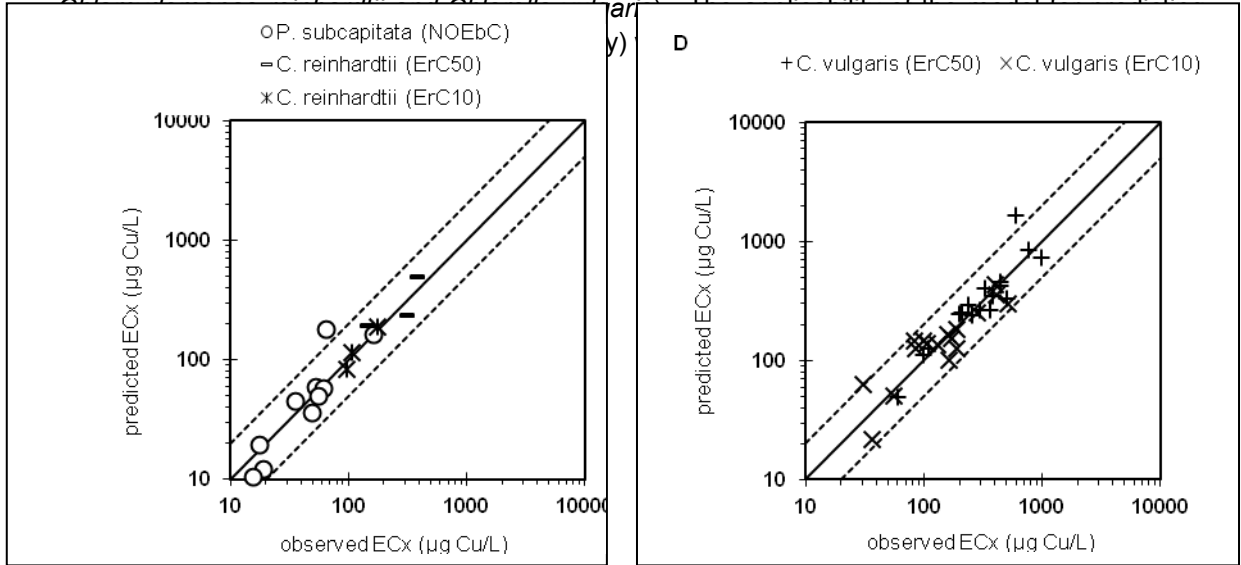 ○P. subcapitata (NOEbC)
y)
-C. reinhardtii (ErC50)
ⵋC. reinhardtii (ErC10)
10000
1000
100
10
predicted ECx (µg Cu/L)
10
100
1000
10000
observed ECx (µg Cu/L)
D
+C. vulgaris (ErC50) ×C. vulgaris (ErC10)
10000
1000
100
10
predicted ECx (µg Cu/L)
10
100
1000
10000
observed ECx (µg Cu/L)